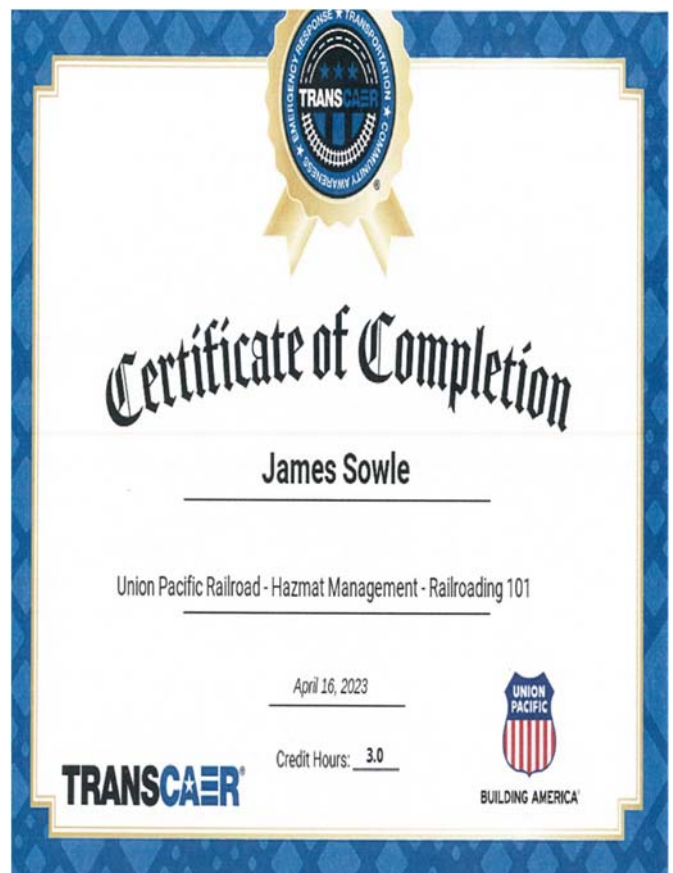 EMERGENCY RESPONSE ★ TRANSPORTATION ★ COMMUNITY AWARENESS ★
TRANSCAER
®
Certificate of Completion
James Sowle
Union Pacific Railroad - Hazmat Management - Railroading 101
April 16, 2023
Credit Hours: 3.0
TRANSCAER®
UNION
PACIFIC
BUILDING AMERICA®